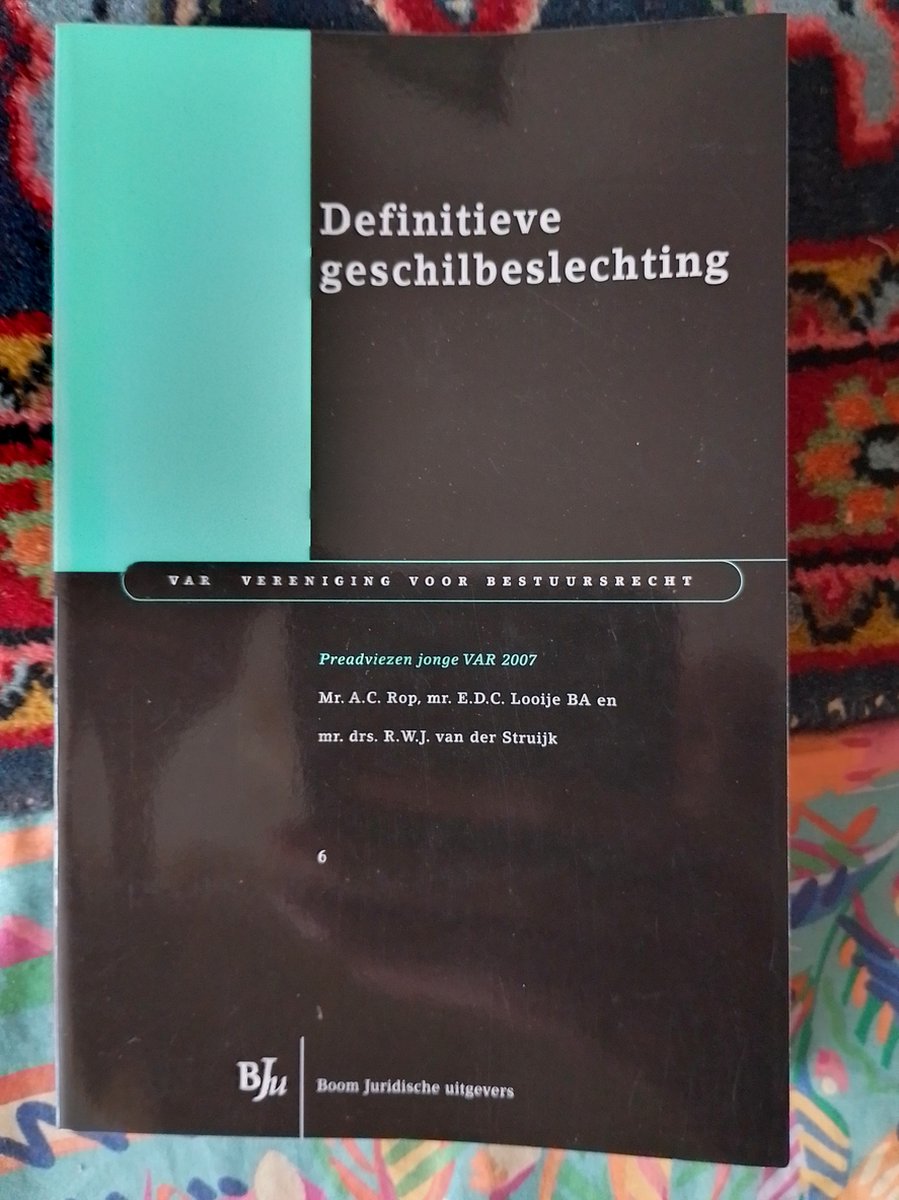 Definitieve
geschilbeslechting
VAR VERENIGING VOOR BESTUURSRECHT
Preadviezen jonge VAR 2007
Mr. A.C. Rop, mr. E.D.C. Looije BA en
mr. drs. R.W.J. van der Struijk
6
BJu
Boom Juridische uitgevers